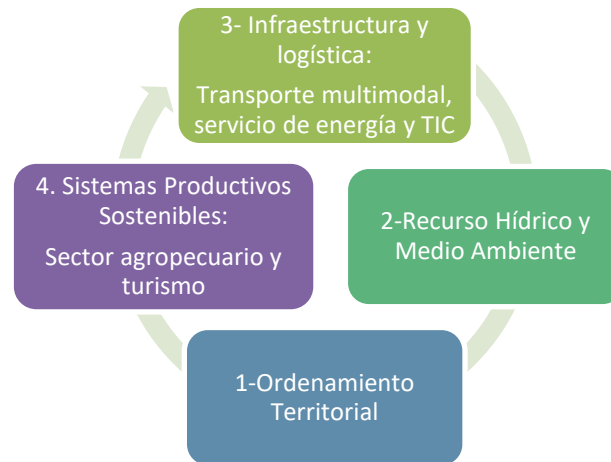 3- Infraestructura y
logística:
Transporte multimodal,
servicio de energía y TIC
4. Sistemas Productivos
Sostenibles:
Sector agropecuario y
turismo
2-Recurso Hídrico y
Medio Ambiente
1-Ordenamiento
Territorial